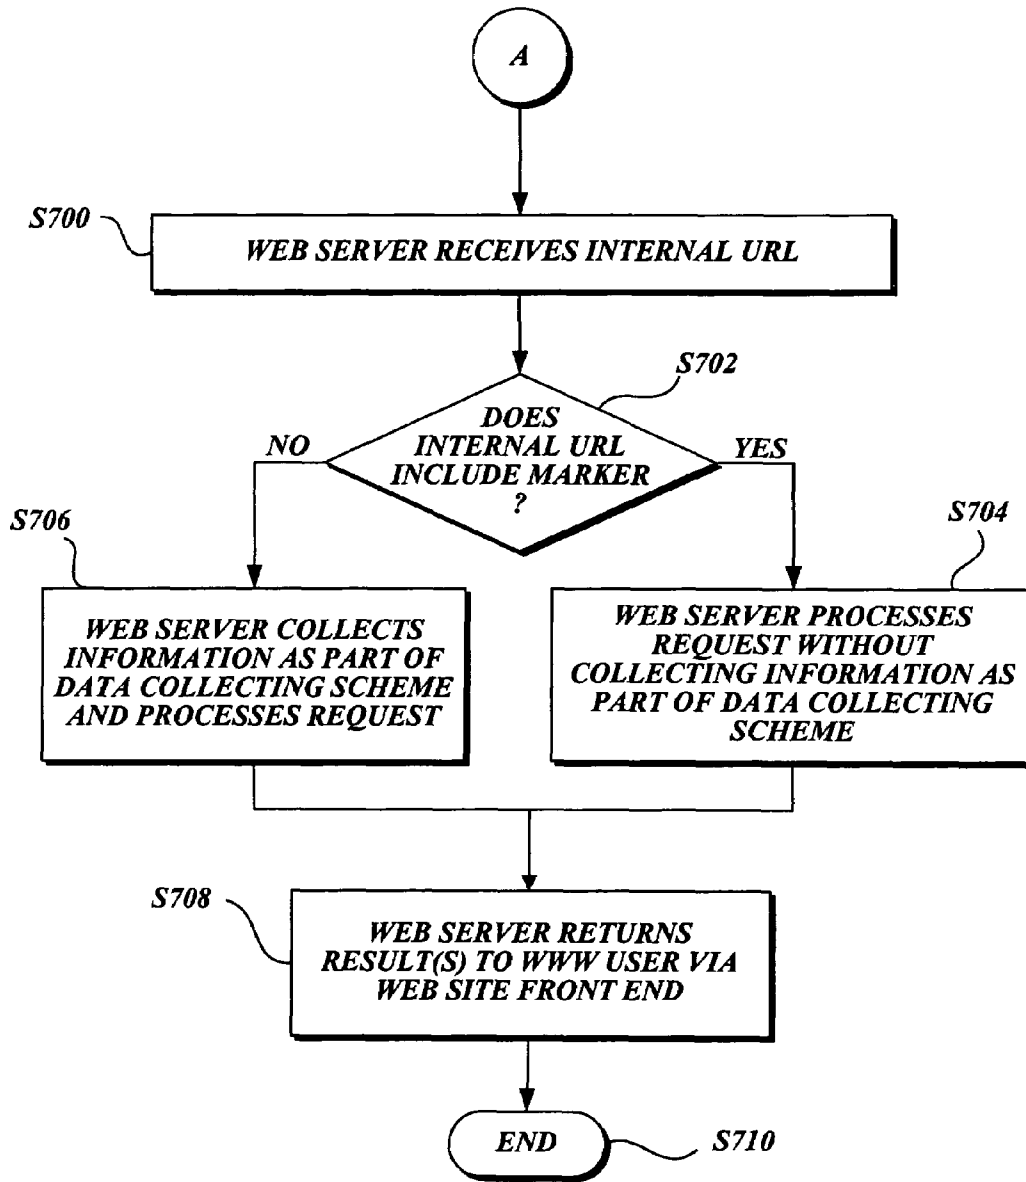 A
S700
WEB SERVER RECEIVES INTERNAL URL
S702
DOES
INTERNAL URL
INCLUDE MARKER
?
NO
YES
S706
S704
WEB SERVER COLLECTS
INFORMATION AS PART OF
DATA COLLECTING SCHEME
AND PROCESSES REQUEST
WEB SERVER PROCESSES
REQUEST WITHOUT
COLLECTING INFORMATION AS
PART OF DATA COLLECTING
SCHEME
S708
WEB SERVER RETURNS
RESULT(S) TO WWW USER VIA
WEB SITE FRONT END
END
S710